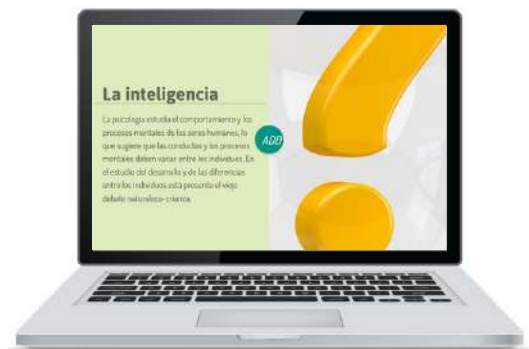 La inteligencia
La psicología estudia el comportamiento y los
procesos mentales de los seres humanos, lo
que sugiere que las conductas y los procesos
mentales deben variar entre los individuos. En
el estudio del desarrollo y de las diferencias
entre los individuos está presente el viejo
debate naturaleza-crianza.
ADD